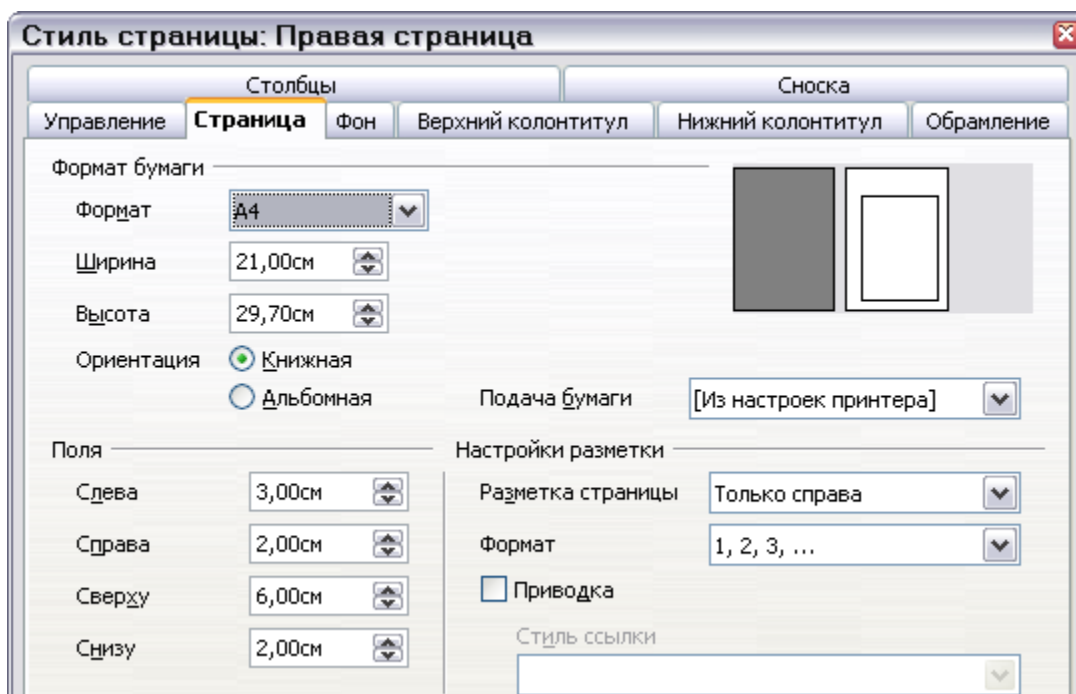 Стиль страницы: Правая страница
Столбцы Сноска
Управление Страница Фон Верхний колонтитул Нижний колонтитул Обрамление
Формат бумаги
Формат A4
Ширина 21,00см
Высота 29,70см
Ориентация Книжная
Альбомная Подача бумаги [Из настроек принтера]
Поля Настройки разметки
Слева 3,00см Разметка страницы Только справа
Справа 2,00см Формат 1, 2, 3, ...
Сверху 6,00см Приводка
Снизу 2,00см Стиль ссылки